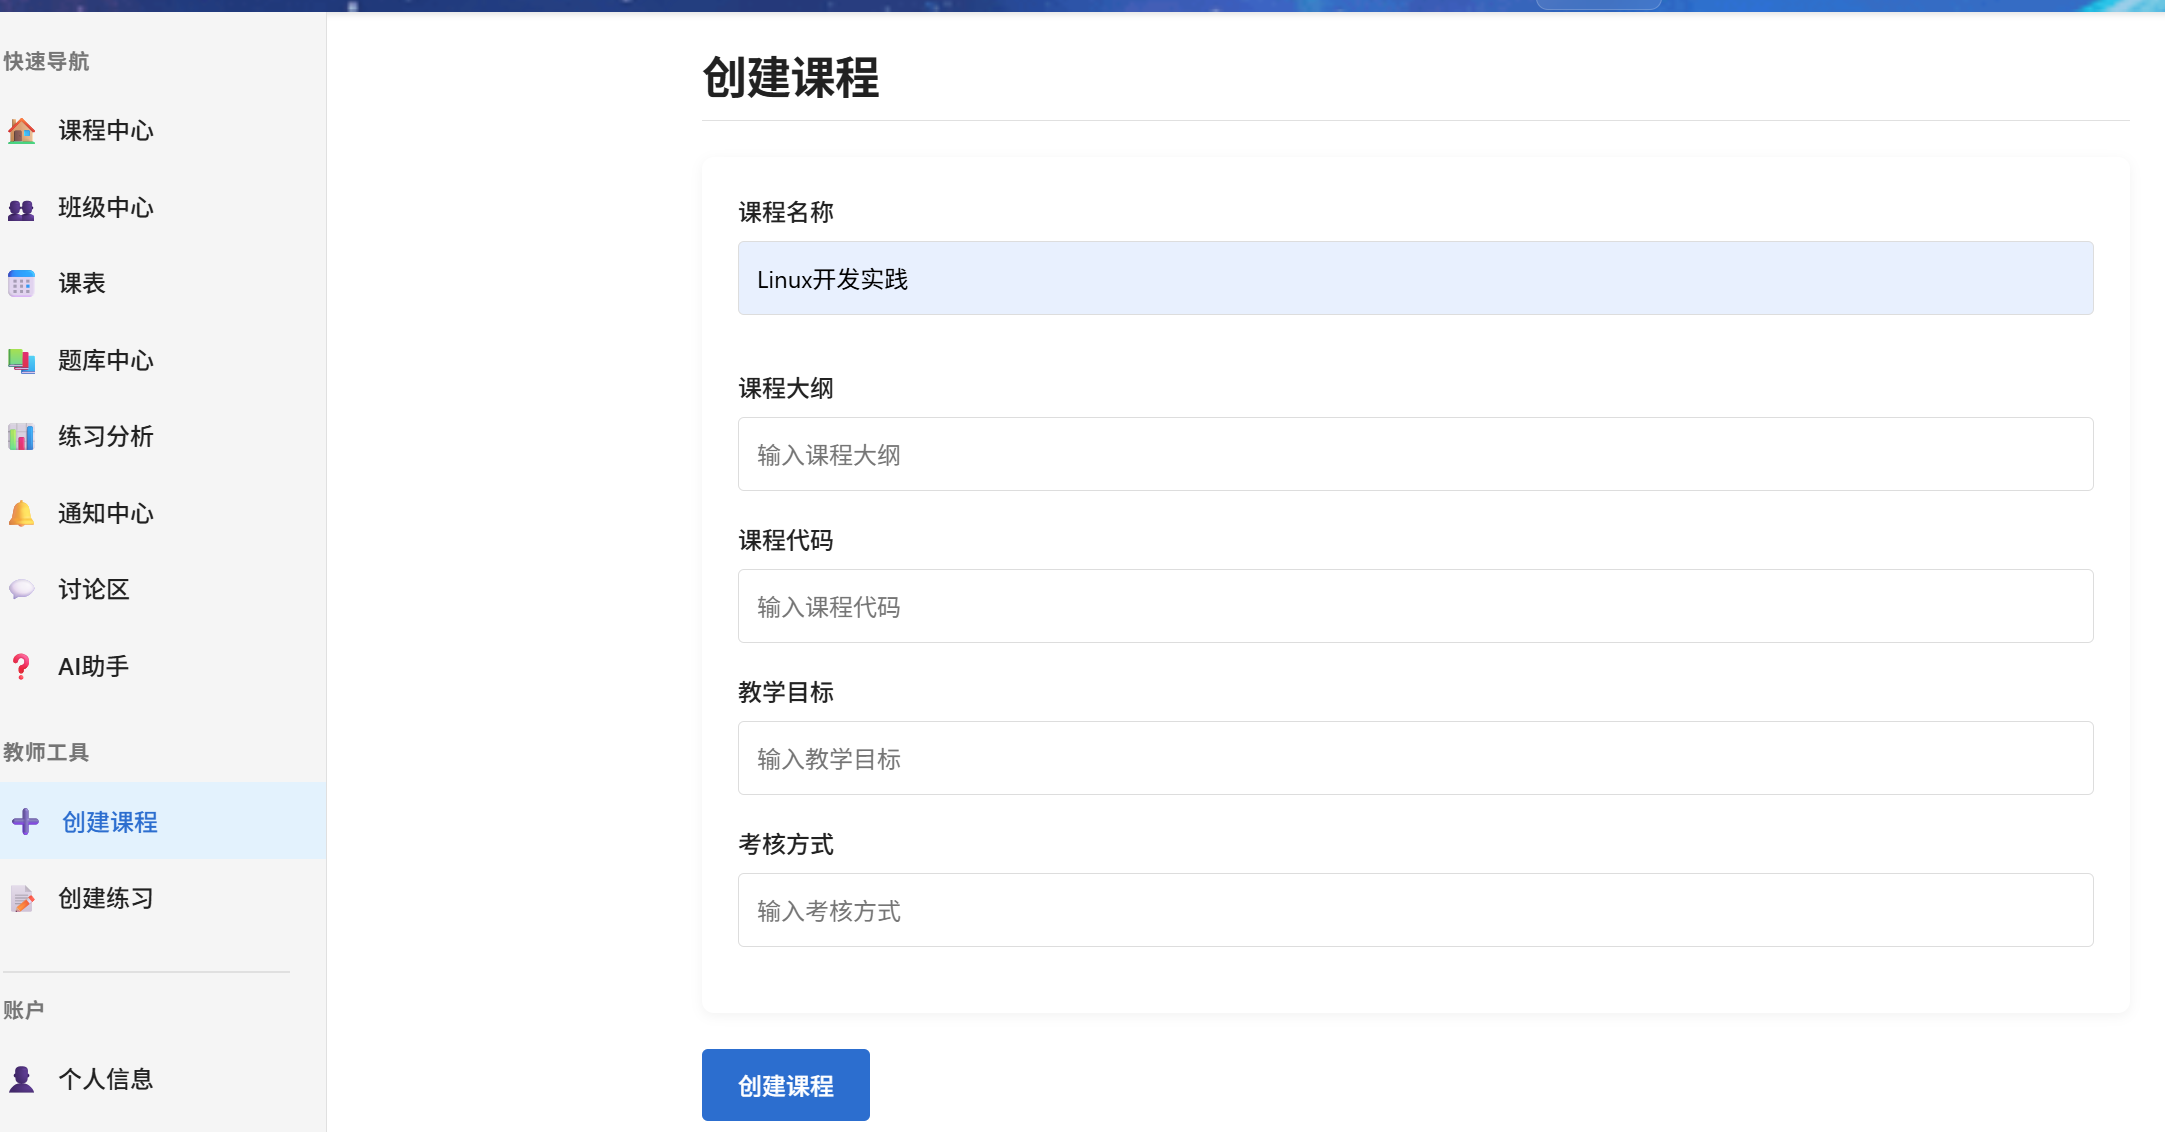 快速导航
课程中心
班级中心
课表
题库中心
练习分析
通知中心
讨论区
AI助手
教师工具
创建课程
创建练习
账户
个人信息
创建课程
课程名称
Linux开发实践
课程大纲
输入课程大纲
课程代码
输入课程代码
教学目标
输入教学目标
考核方式
输入考核方式
创建课程